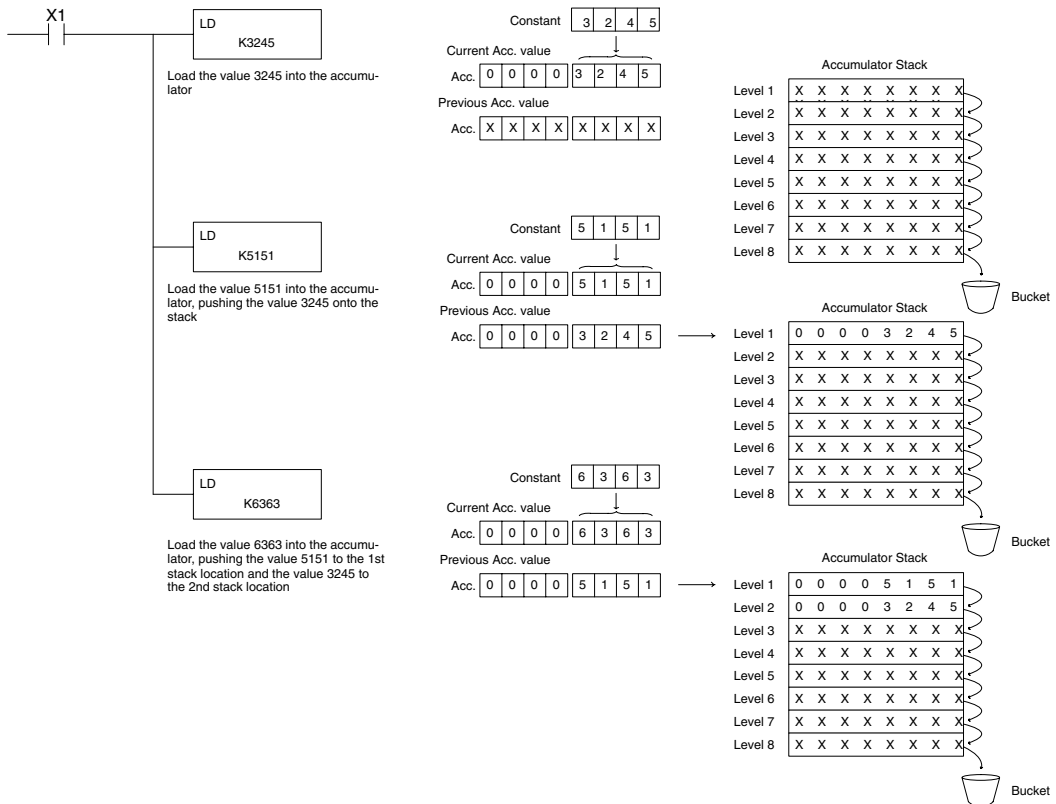 X1
LD
K3245
Load the value 3245 into the accumu-
lator
Constant 3 2 4 5
Current Acc. value
Acc. 0 0 0 0 3 2 4 5
Previous Acc. value
Acc. X X X X X X X X
Accumulator Stack
Level 1 X X X X X X X X
Level 2 X X X X X X X X
Level 3 X X X X X X X X
Level 4 X X X X X X X X
Level 5 X X X X X X X X
Level 6 X X X X X X X X
Level 7 X X X X X X X X
Level 8 X X X X X X X X
Bucket
LD
K5151
Load the value 5151 into the accumu-
lator, pushing the value 3245 onto the
stack
Constant 5 1 5 1
Current Acc. value
Acc. 0 0 0 0 5 1 5 1
Previous Acc. value
Acc. 0 0 0 0 3 2 4 5
Accumulator Stack
Level 1 0 0 0 0 3 2 4 5
Level 2 X X X X X X X X
Level 3 X X X X X X X X
Level 4 X X X X X X X X
Level 5 X X X X X X X X
Level 6 X X X X X X X X
Level 7 X X X X X X X X
Level 8 X X X X X X X X
Bucket
LD
K6363
Load the value 6363 into the accumu-
lator, pushing the value 5151 to the 1st
stack location and the value 3245 to
the 2nd stack location
Constant 6 3 6 3
Current Acc. value
Acc. 0 0 0 0 6 3 6 3
Previous Acc. value
Acc. 0 0 0 0 5 1 5 1
Accumulator Stack
Level 1 0 0 0 0 5 1 5 1
Level 2 0 0 0 0 3 2 4 5
Level 3 X X X X X X X X
Level 4 X X X X X X X X
Level 5 X X X X X X X X
Level 6 X X X X X X X X
Level 7 X X X X X X X X
Level 8 X X X X X X X X
Bucket